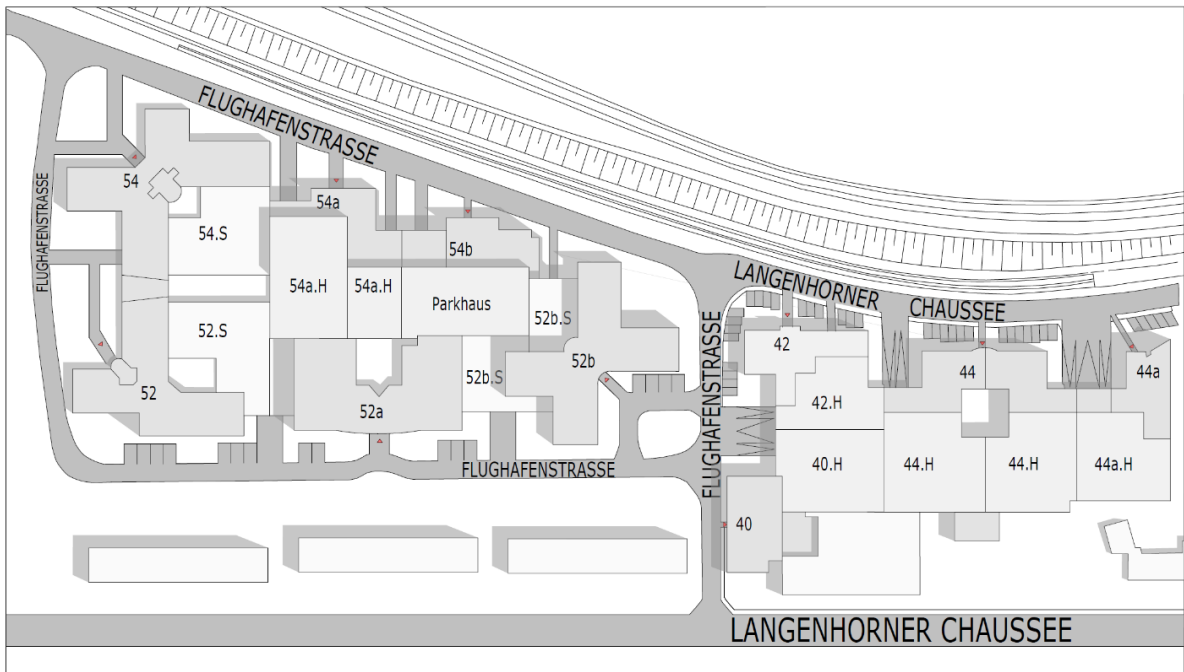 FLUGHAFENSTRASSE
54
FLUGHAFENSTRASSE
54a
54.S
54b
54a.H
54a.H
Parkhaus
52b.S
52.S
52b
52b.S
52
52a
FLUGHAFENSTRASSE
LANGENHORNER CHAUSSEE
FLUGHAFENSTRASSE
42
44
44a
42.H
40.H
44.H
44.H
44a.H
40
LANGENHORNER CHAUSSEE